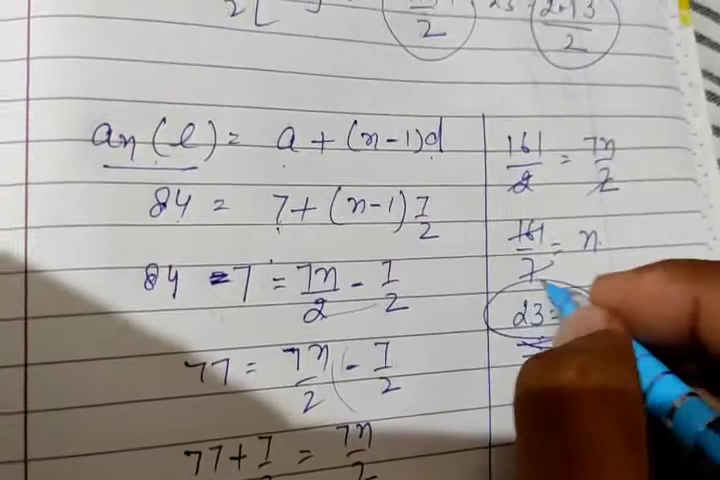 an(l) = a + (n-1)d
84 = 7 + (n-1) 7/2
84 - 7 = 7n/2 - 7/2
77 = 7n/2 - 7/2
77 + 7/2 = 7n/2
161/2 = 7n/2
161/7 = n
23 =